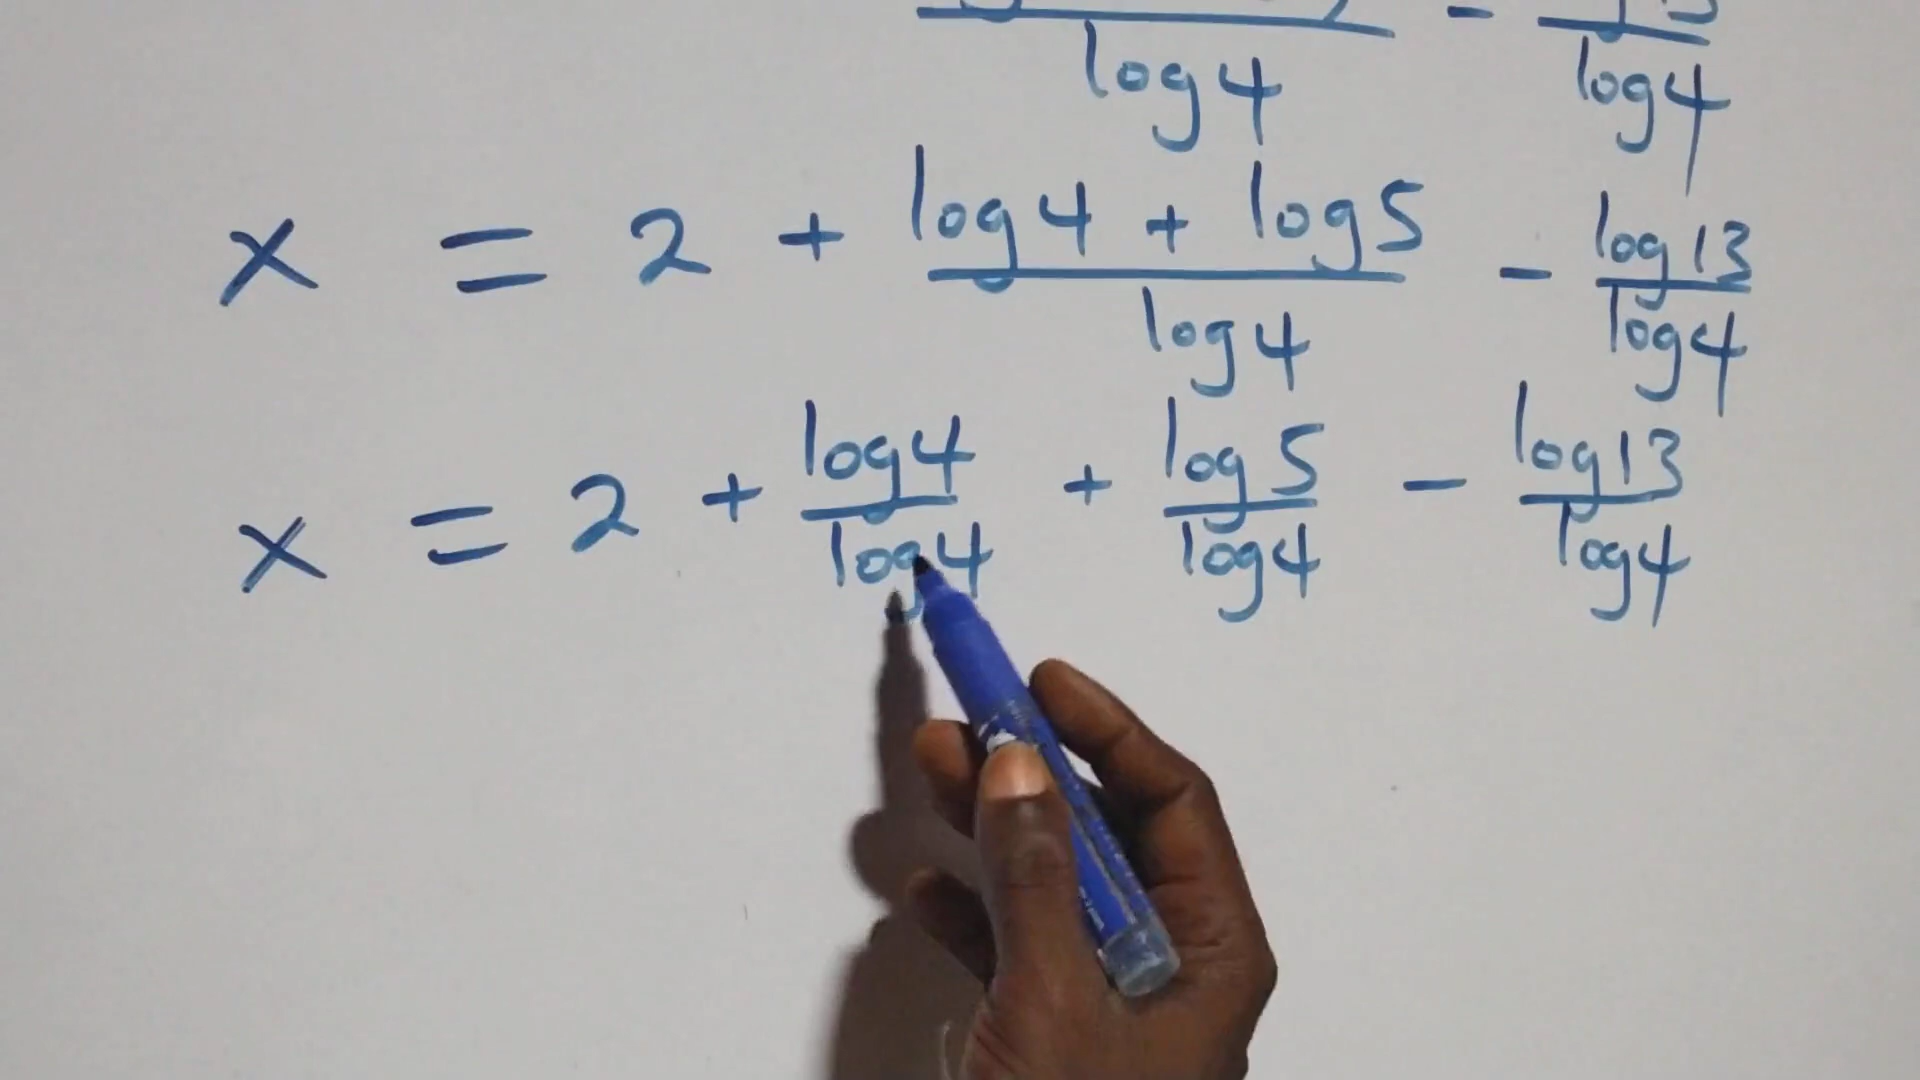 - 
log4 log4
x = 2 + (log4 + log5)/log4 - log13/log4
x = 2 + log4/log4 + log5/log4 - log13/log4